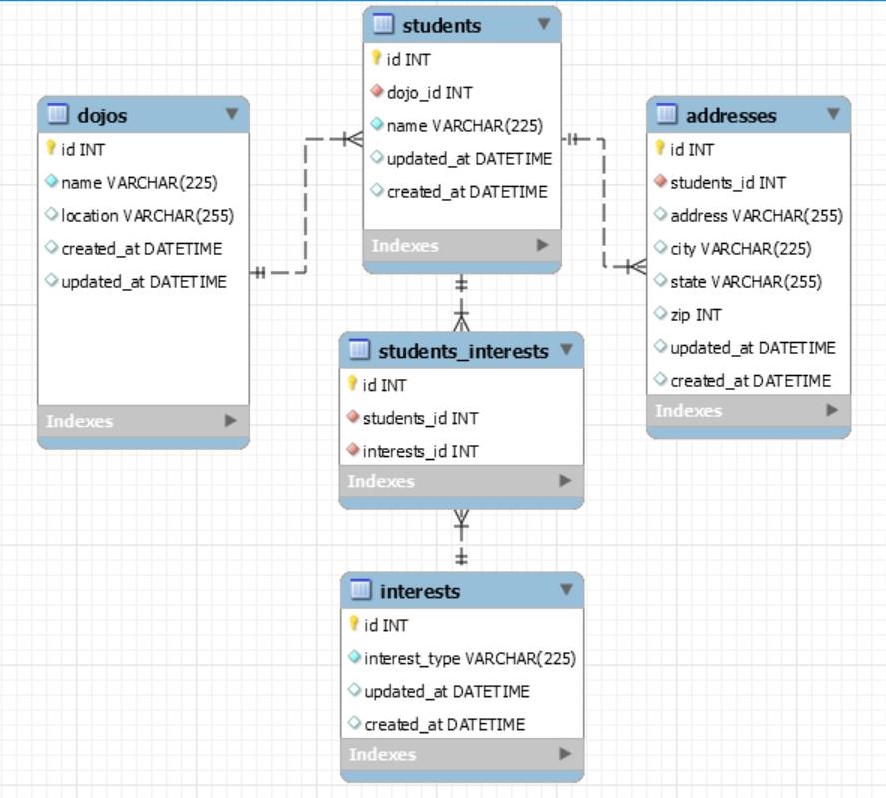 students
id INT
dojo_id INT
name VARCHAR(225)
updated_at DATETIME
created_at DATETIME
Indexes
dojos
id INT
name VARCHAR(225)
location VARCHAR(255)
created_at DATETIME
updated_at DATETIME
Indexes
addresses
id INT
students_id INT
address VARCHAR(255)
city VARCHAR(225)
state VARCHAR(255)
zip INT
updated_at DATETIME
created_at DATETIME
Indexes
students_interests
id INT
students_id INT
interests_id INT
Indexes
interests
id INT
interest_type VARCHAR(225)
updated_at DATETIME
created_at DATETIME
Indexes